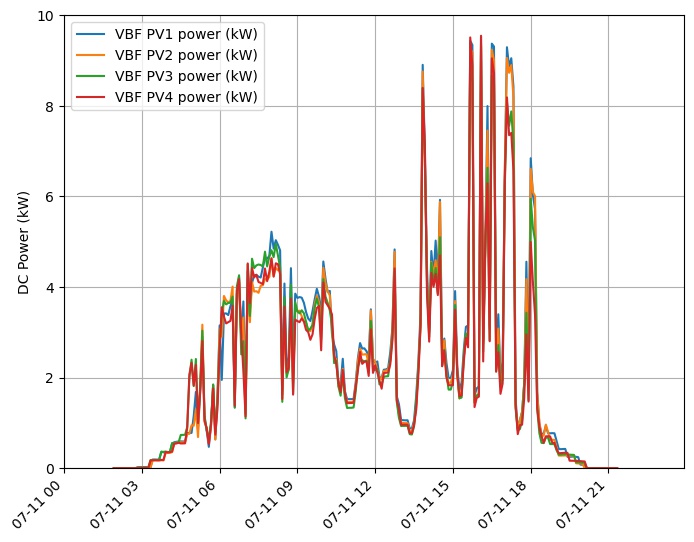 10
8
6
4
2
0
DC Power (kW)
VBF PV1 power (kW)
VBF PV2 power (kW)
VBF PV3 power (kW)
VBF PV4 power (kW)
07-11 00
07-11 03
07-11 06
07-11 09
07-11 12
07-11 15
07-11 18
07-11 21